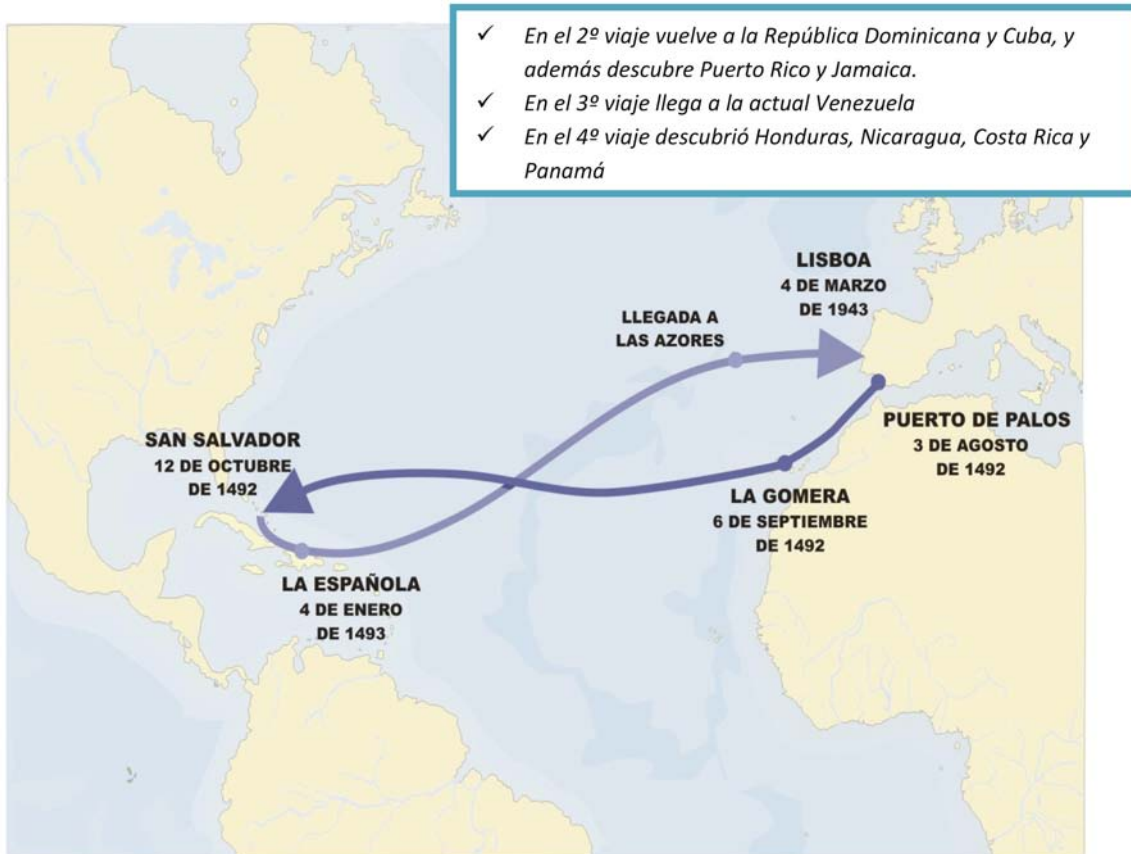 ✓ En el 2º viaje vuelve a la República Dominicana y Cuba, y
además descubre Puerto Rico y Jamaica.
✓ En el 3º viaje llega a la actual Venezuela
✓ En el 4º viaje descubrió Honduras, Nicaragua, Costa Rica y
Panamá
LISBOA
4 DE MARZO
DE 1943
LLEGADA A
LAS AZORES
PUERTO DE PALOS
3 DE AGOSTO
DE 1492
SAN SALVADOR
12 DE OCTUBRE
DE 1492
LA GOMERA
6 DE SEPTIEMBRE
DE 1492
LA ESPAÑOLA
4 DE ENERO
DE 1493